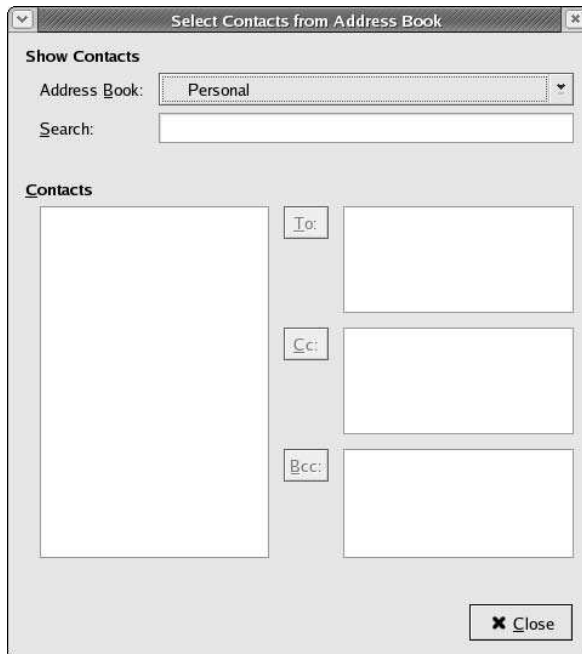 Select Contacts from Address Book
Show Contacts
Address Book: Personal
Search:
Contacts
To:
Cc:
Bcc:
Close